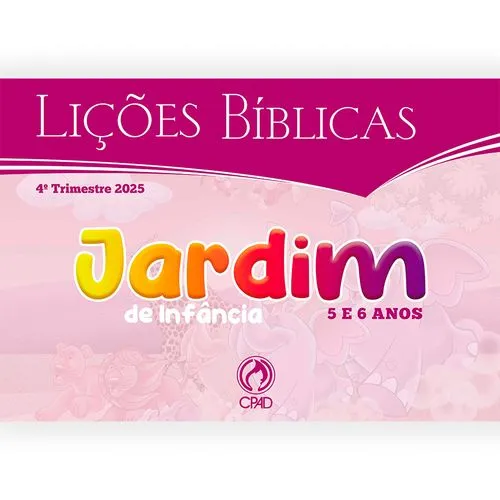 LIÇÕES BÍBLICAS
4º Trimestre 2025
Jardim
de Infância
5 E 6 ANOS
CPAD